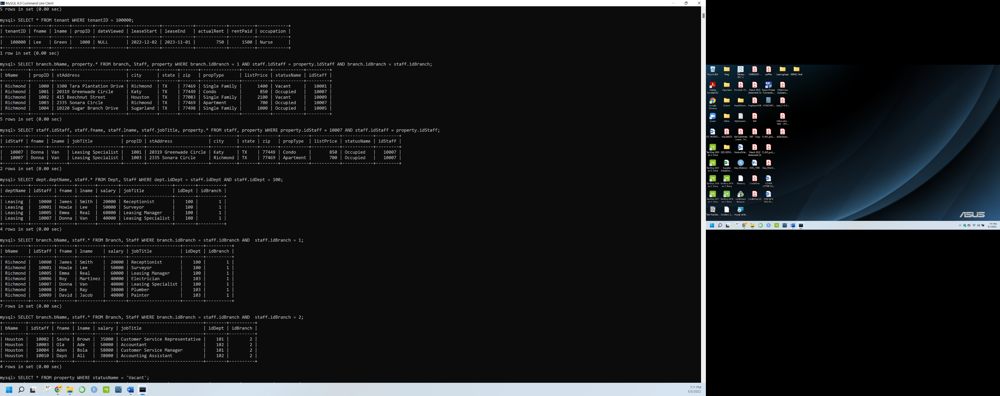 MySQL 8.0 Command Line Client
5 rows in set (0.00 sec)
mysql> SELECT * FROM tenant WHERE tenantID = 100000;
+----------+-------+-------+--------+------------+------------+------------+------------+----------+------------+
| tenantID | fname | lname | propID | dateViewed | leaseStart | leaseEnd   | actualRent | rentPaid | occupation |
+----------+-------+-------+--------+------------+------------+------------+------------+----------+------------+
|   100000 | Lee   | Green |   1000 | NULL       | 2022-12-02 | 2023-11-01 |        750 |     1500 | Nurse      |
+----------+-------+-------+--------+------------+------------+------------+------------+----------+------------+
1 row in set (0.00 sec)
mysql> SELECT branch.bName, property.* FROM branch, Staff, property WHERE branch.idBranch = 1 AND staff.idStaff = property.idStaff AND branch.idBranch = staff.idBranch;
+----------+--------+-----------------------------+-----------+-------+-------+---------------+-----------+------------+---------+
| bName    | propID | stAddress                   | city      | state | zip   | propType      | listPrice | statusName | idStaff |
+----------+--------+-----------------------------+-----------+-------+-------+---------------+-----------+------------+---------+
| Richmond |   1000 | 3300 Tara Plantation Drive | Richmond  | TX    | 77469 | Single Family |      1400 | Vacant     |   10001 |
| Richmond |   1001 | 20319 Greenwade Circle     | Katy      | TX    | 77449 | Condo         |       850 | Occupied   |   10007 |
| Richmond |   1002 | 415 Beechnut Street        | Houston   | TX    | 77083 | Single Family |      2100 | Vacant     |   10009 |
| Richmond |   1003 | 2335 Sonara Circle         | Richmond  | TX    | 77469 | Apartment     |       700 | Occupied   |   10007 |
| Richmond |   1004 | 10220 Sugar Branch Drive   | Sugarland | TX    | 77498 | Single Family |      1000 | Occupied   |   10005 |
+----------+--------+-----------------------------+-----------+-------+-------+---------------+-----------+------------+---------+
5 rows in set (0.00 sec)
mysql> SELECT staff.idStaff, staff.fname, staff.lname, staff.jobTitle, property.* FROM staff, property WHERE property.idStaff = 10007 AND staff.idStaff = property.idStaff;
+---------+-------+-------+--------------------+--------+------------------------+----------+-------+-------+-----------+-----------+------------+---------+
| idStaff | fname | lname | jobTitle           | propID | stAddress              | city     | state | zip   | propType  | listPrice | statusName | idStaff |
+---------+-------+-------+--------------------+--------+------------------------+----------+-------+-------+-----------+-----------+------------+---------+
|   10007 | Donna | Van   | Leasing Specialist |   1001 | 20319 Greenwade Circle | Katy     | TX    | 77449 | Condo     |       850 | Occupied   |   10007 |
|   10007 | Donna | Van   | Leasing Specialist |   1003 | 2335 Sonara Circle     | Richmond | TX    | 77469 | Apartment |       700 | Occupied   |   10007 |
+---------+-------+-------+--------------------+--------+------------------------+----------+-------+-------+-----------+-----------+------------+---------+
2 rows in set (0.00 sec)
mysql> SELECT dept.deptName, staff.* FROM Dept, Staff WHERE dept.idDept = staff.idDept AND staff.idDept = 100;
+----------+---------+-------+-------+--------+--------------------+--------+----------+
| deptName | idStaff | fname | lname | salary | jobTitle           | idDept | idBranch |
+----------+---------+-------+-------+--------+--------------------+--------+----------+
| Leasing  |   10000 | James | Smith |  20000 | Receptionist       |    100 |        1 |
| Leasing  |   10001 | Howie | Lee   |  50000 | Surveyor           |    100 |        1 |
| Leasing  |   10005 | Emma  | Real  |  60000 | Leasing Manager    |    100 |        1 |
| Leasing  |   10007 | Donna | Van   |  40000 | Leasing Specialist |    100 |        1 |
+----------+---------+-------+-------+--------+--------------------+--------+----------+
4 rows in set (0.00 sec)
mysql> SELECT branch.bName, staff.* FROM Branch, Staff WHERE branch.idBranch = staff.idBranch AND  staff.idBranch = 1;
+----------+---------+-------+----------+--------+--------------------+--------+----------+
| bName    | idStaff | fname | lname    | salary | jobTitle           | idDept | idBranch |
+----------+---------+-------+----------+--------+--------------------+--------+----------+
| Richmond |   10000 | James | Smith    |  20000 | Receptionist       |    100 |        1 |
| Richmond |   10001 | Howie | Lee      |  50000 | Surveyor           |    100 |        1 |
| Richmond |   10005 | Emma  | Real     |  60000 | Leasing Manager    |    100 |        1 |
| Richmond |   10006 | Roy   | Martinez |  40000 | Electrician        |    103 |        1 |
| Richmond |   10007 | Donna | Van      |  40000 | Leasing Specialist |    100 |        1 |
| Richmond |   10008 | Dee   | Ray      |  38000 | Plumber            |    103 |        1 |
| Richmond |   10009 | David | Jacob    |  40000 | Painter            |    103 |        1 |
+----------+---------+-------+----------+--------+--------------------+--------+----------+
7 rows in set (0.00 sec)
mysql> SELECT branch.bName, staff.* FROM Branch, Staff WHERE branch.idBranch = staff.idBranch AND  staff.idBranch = 2;
+---------+---------+-------+-------+--------+---------------------------------+--------+----------+
| bName   | idStaff | fname | lname | salary | jobTitle                        | idDept | idBranch |
+---------+---------+-------+-------+--------+---------------------------------+--------+----------+
| Houston |   10002 | Sasha | Brown |  35000 | Customer Service Representative |    101 |        2 |
| Houston |   10003 | Ola   | Ade   |  50000 | Accountant                      |    102 |        2 |
| Houston |   10004 | Aden  | Bola  |  58000 | Customer Service Manager        |    101 |        2 |
| Houston |   10010 | Dayo  | Ali   |  38000 | Accounting Assistant            |    102 |        2 |
+---------+---------+-------+-------+--------+---------------------------------+--------+----------+
4 rows in set (0.00 sec)
mysql> SELECT * FROM property WHERE statusName = 'Vacant';
82°
7:11 PM
5/1/2022
Recycle Bin Greg Tableau 2021.2 pdffile LeasingApps DBMS_Final
Adobe Acrobat DC Important March 2022 Statement (1) Epson Printer Connectio... Child Care Assistanc...
Google Chrome School HealthSum... EmployerVOE Jade_V-O-E...
Zoom Other MyStudent... TAR OfferLetter - 1844 - OP2...
EIC-WORKS... dispute025 Aid Summary _ Loans _ Fo... TAR - Copy R_AVS_prd_... AAAinsura...
TaxWise 2020 on C Drive GEE-SERVI... NoticeToVa... March 2022 Statement (3) R_AVS_prd_...
TaxWise 2021 on C Drive Supplier Adoption ... Gee_Midterm DOC_7398 Gee_AfterV...
TaxWise 2018 on C Drive TaxWise 2019 on C Drive .Rhistory CreditOne COVER LETTER SIS...
TaxWise 2017 on C Drive TaxWise 2016 on C Drive LockDown Browser CreditOne (2) SISD 0414 2022 JO...
Test-RealEst... Solution_E... mysql-utilit...
ASUS
82°
7:11 PM
5/1/2022